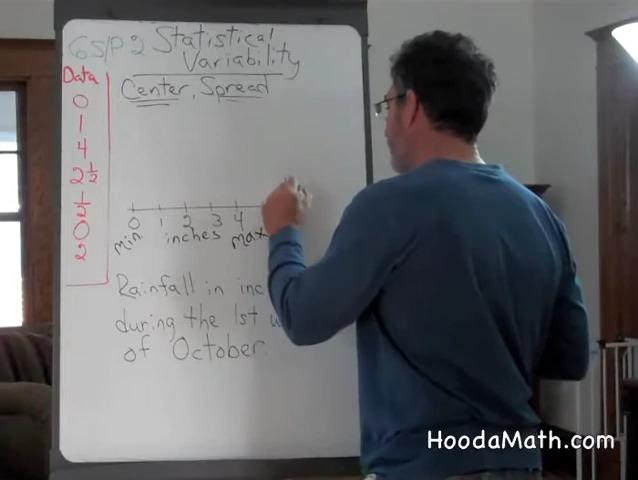 6SP2 Statistical
Variability
Center, Spread
Data
0
1
4
2 1/2
1/2
0
2
0 1 2 3 4
min inches max
Rainfall in inc
during the 1st
of October.
HoodaMath.com